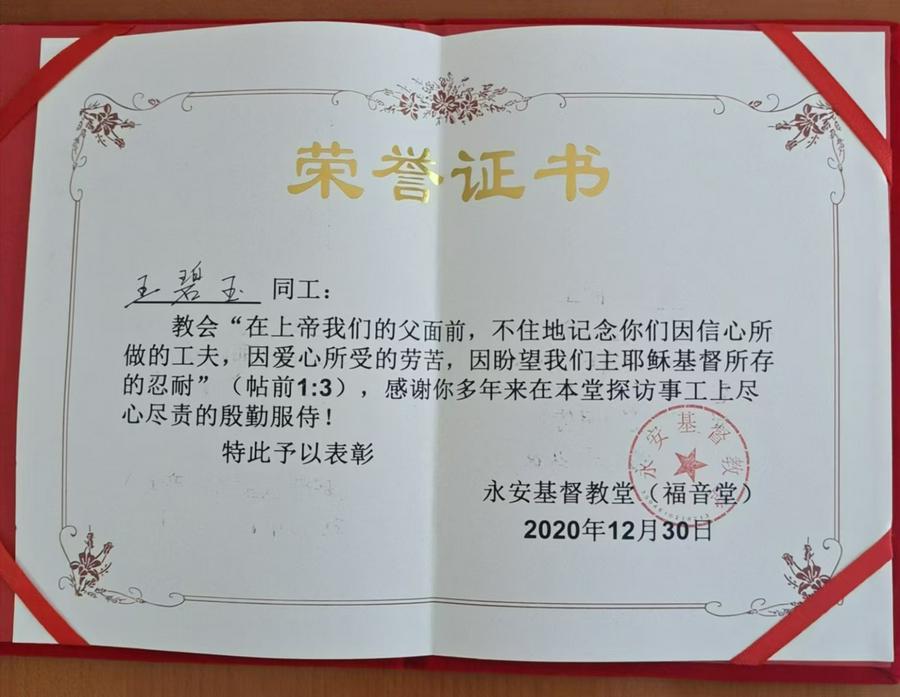 荣誉证书
王碧玉 同工：
教会“在上帝我们的父面前，不住地记念你们因信心所
做的工夫，因爱心所受的劳苦，因盼望我们主耶稣基督所存
的忍耐”（帖前1:3），感谢你多年来在本堂探访事工上尽
心尽责的殷勤服侍！
特此予以表彰
永安基督教
永安基督教堂（福音堂）
2020年12月30日